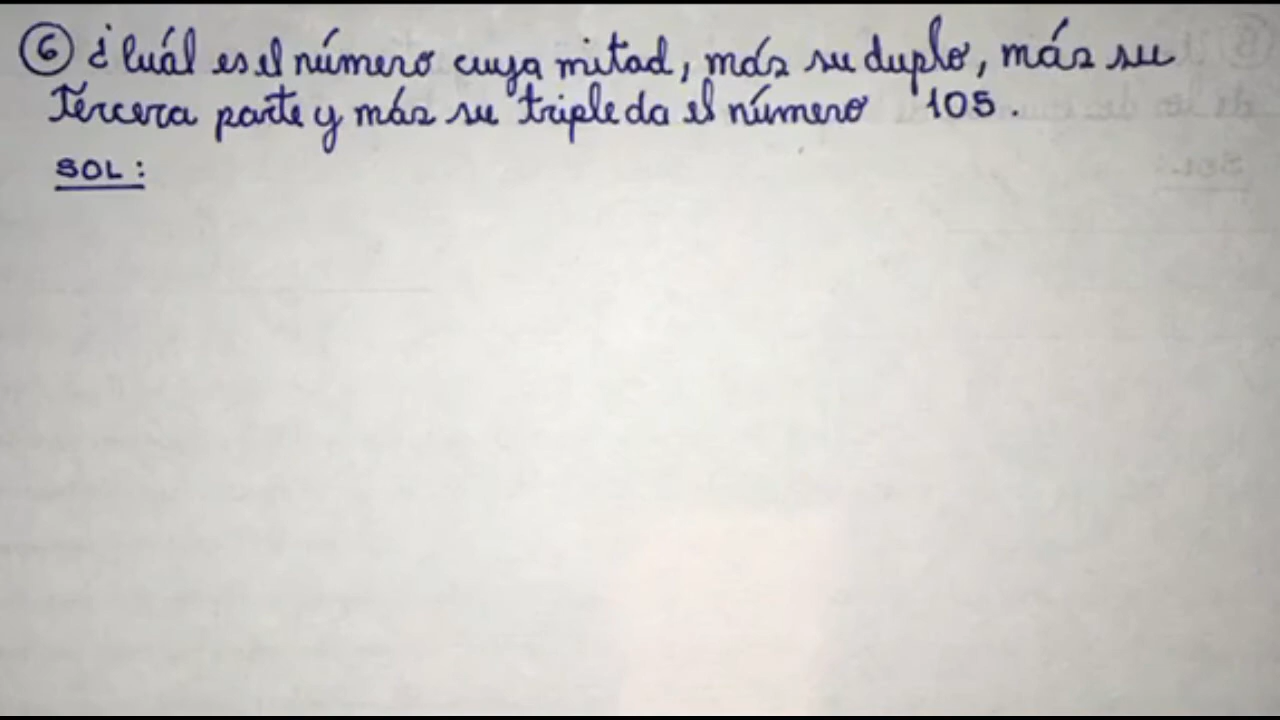 ⑥ ¿Cuál es el número cuya mitad, más su duplo, más su
tercera parte y más su triple da el número 105.
SOL: